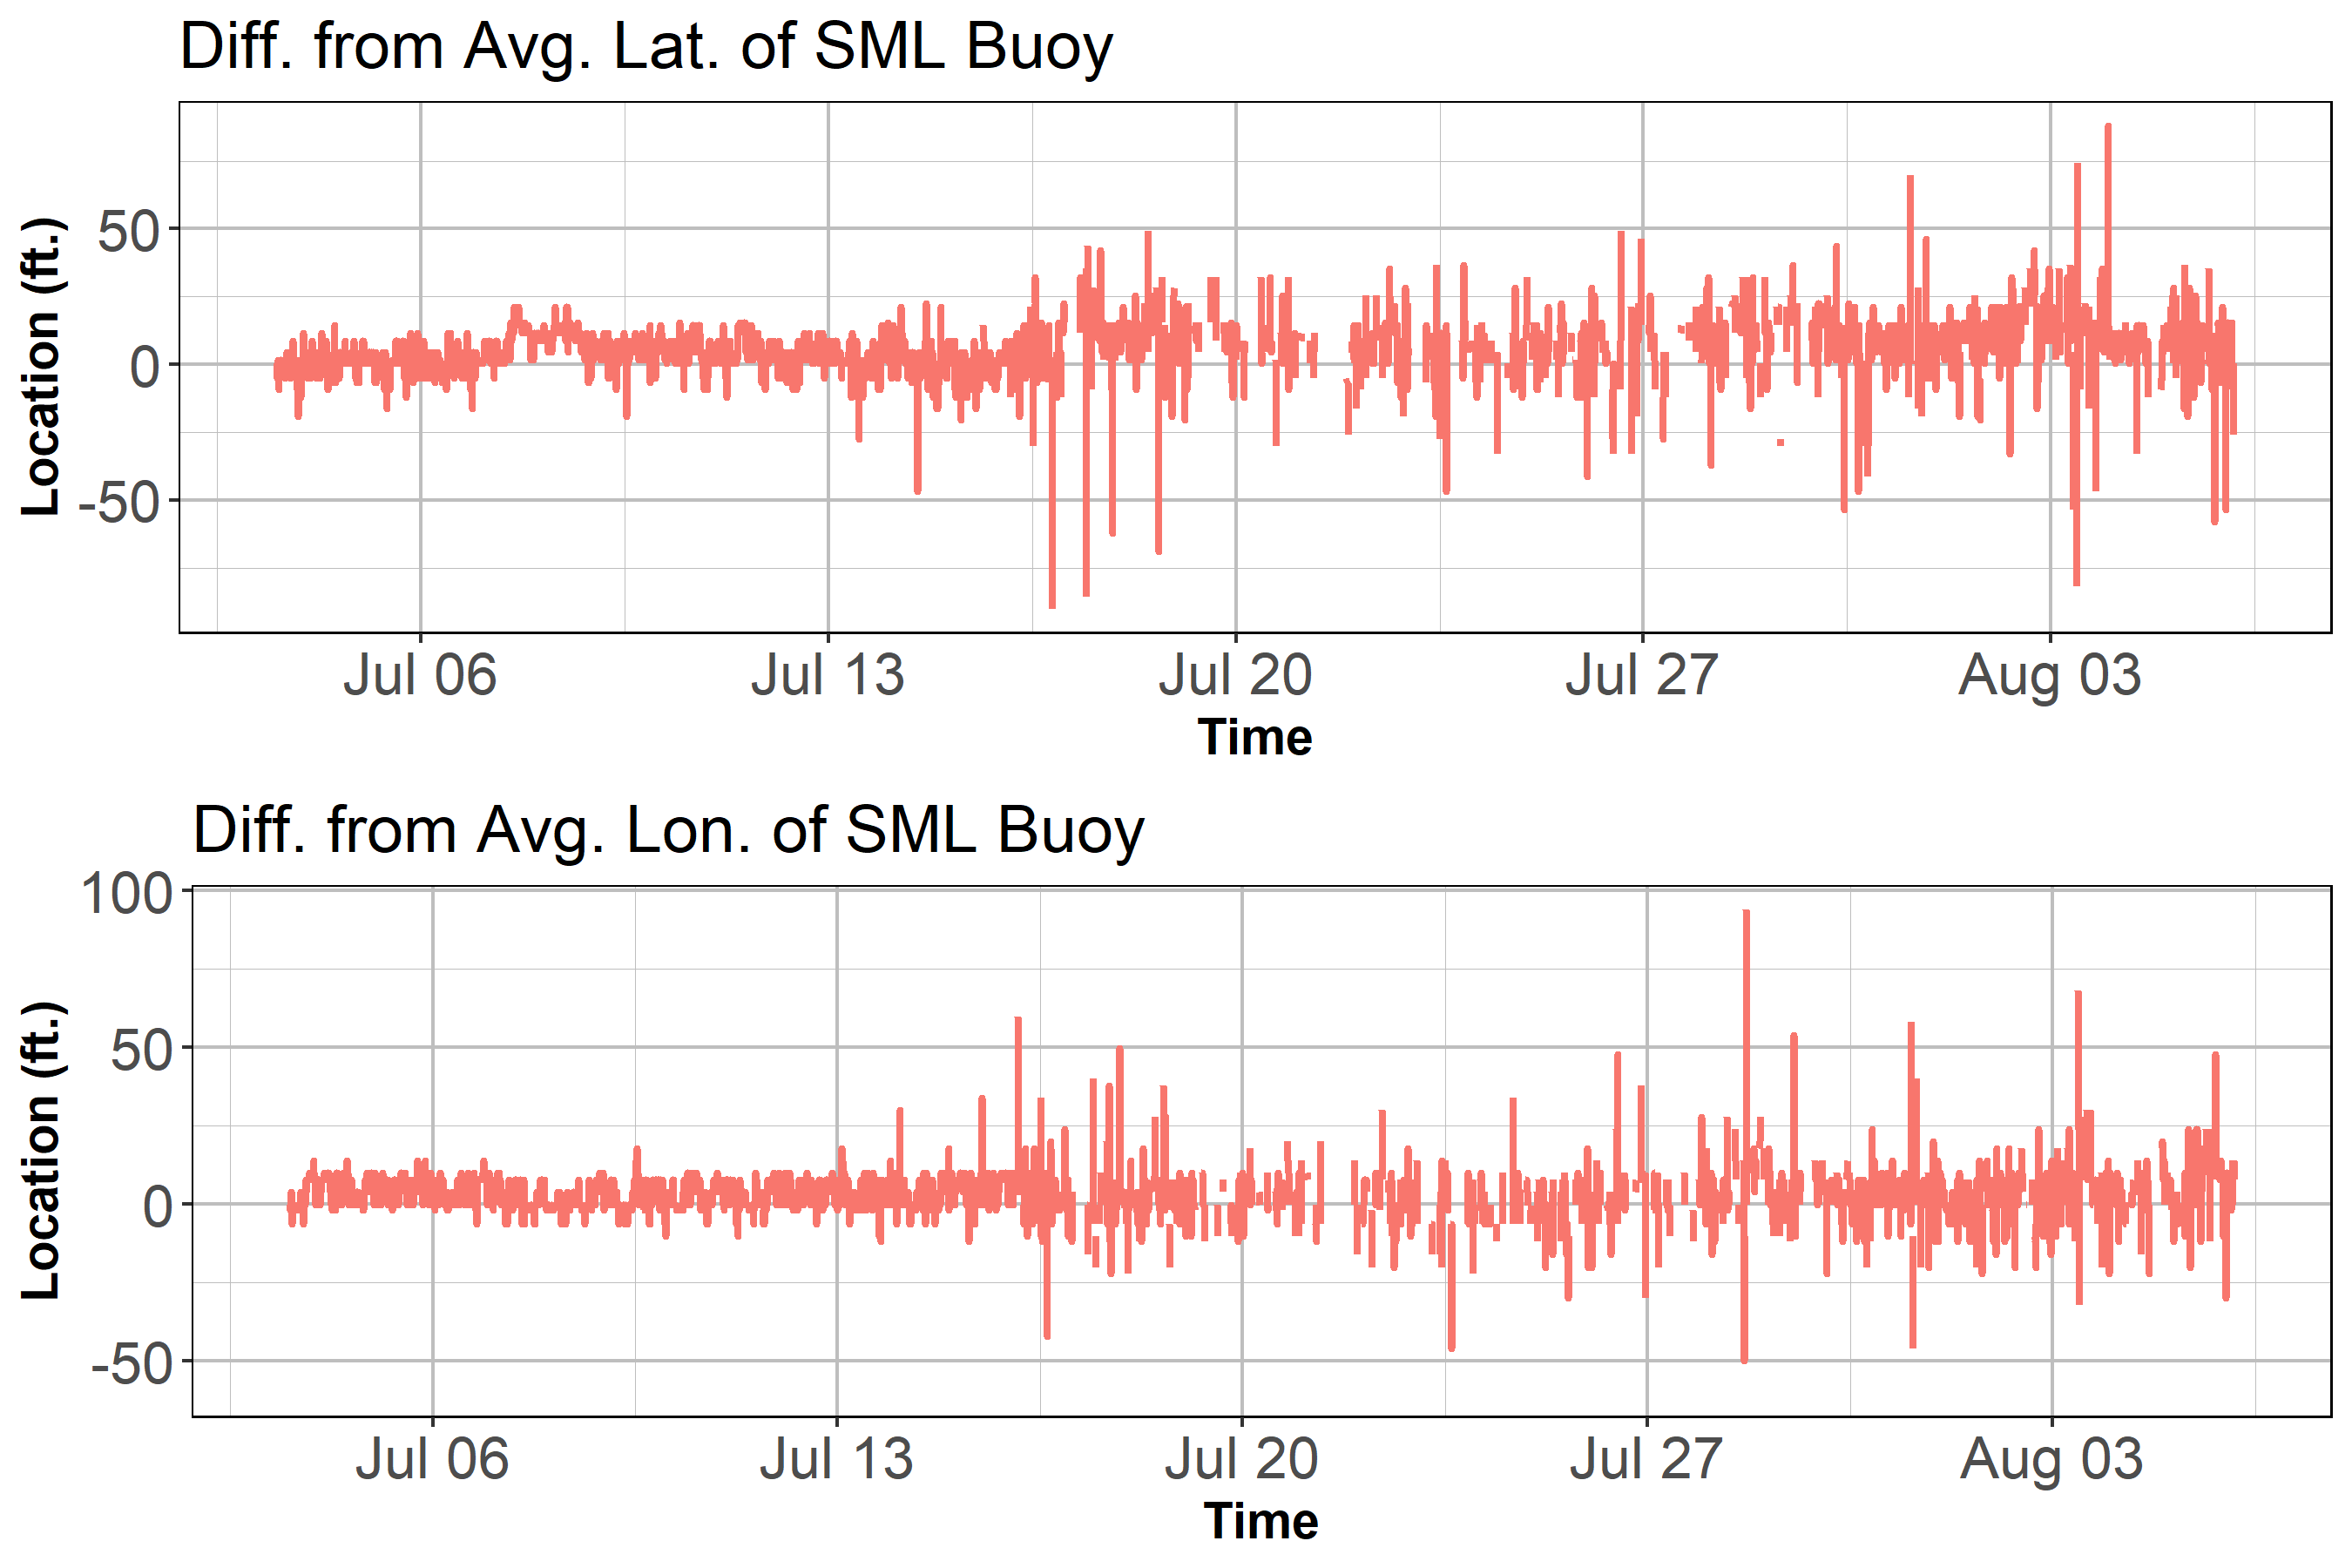 Diff. from Avg. Lat. of SML Buoy
Location (ft.)
50
0
-50
Jul 06 Jul 13 Jul 20 Jul 27 Aug 03
Time
Diff. from Avg. Lon. of SML Buoy
Location (ft.)
100
50
0
-50
Jul 06 Jul 13 Jul 20 Jul 27 Aug 03
Time